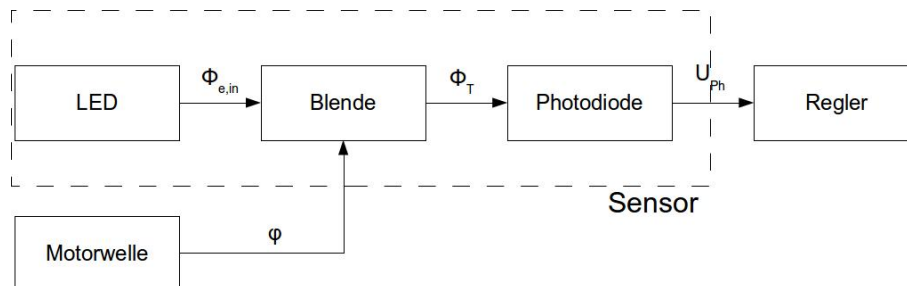 LED
Φe,in
Blende
ΦT
Photodiode
UPh
Regler
Sensor
Motorwelle
φ